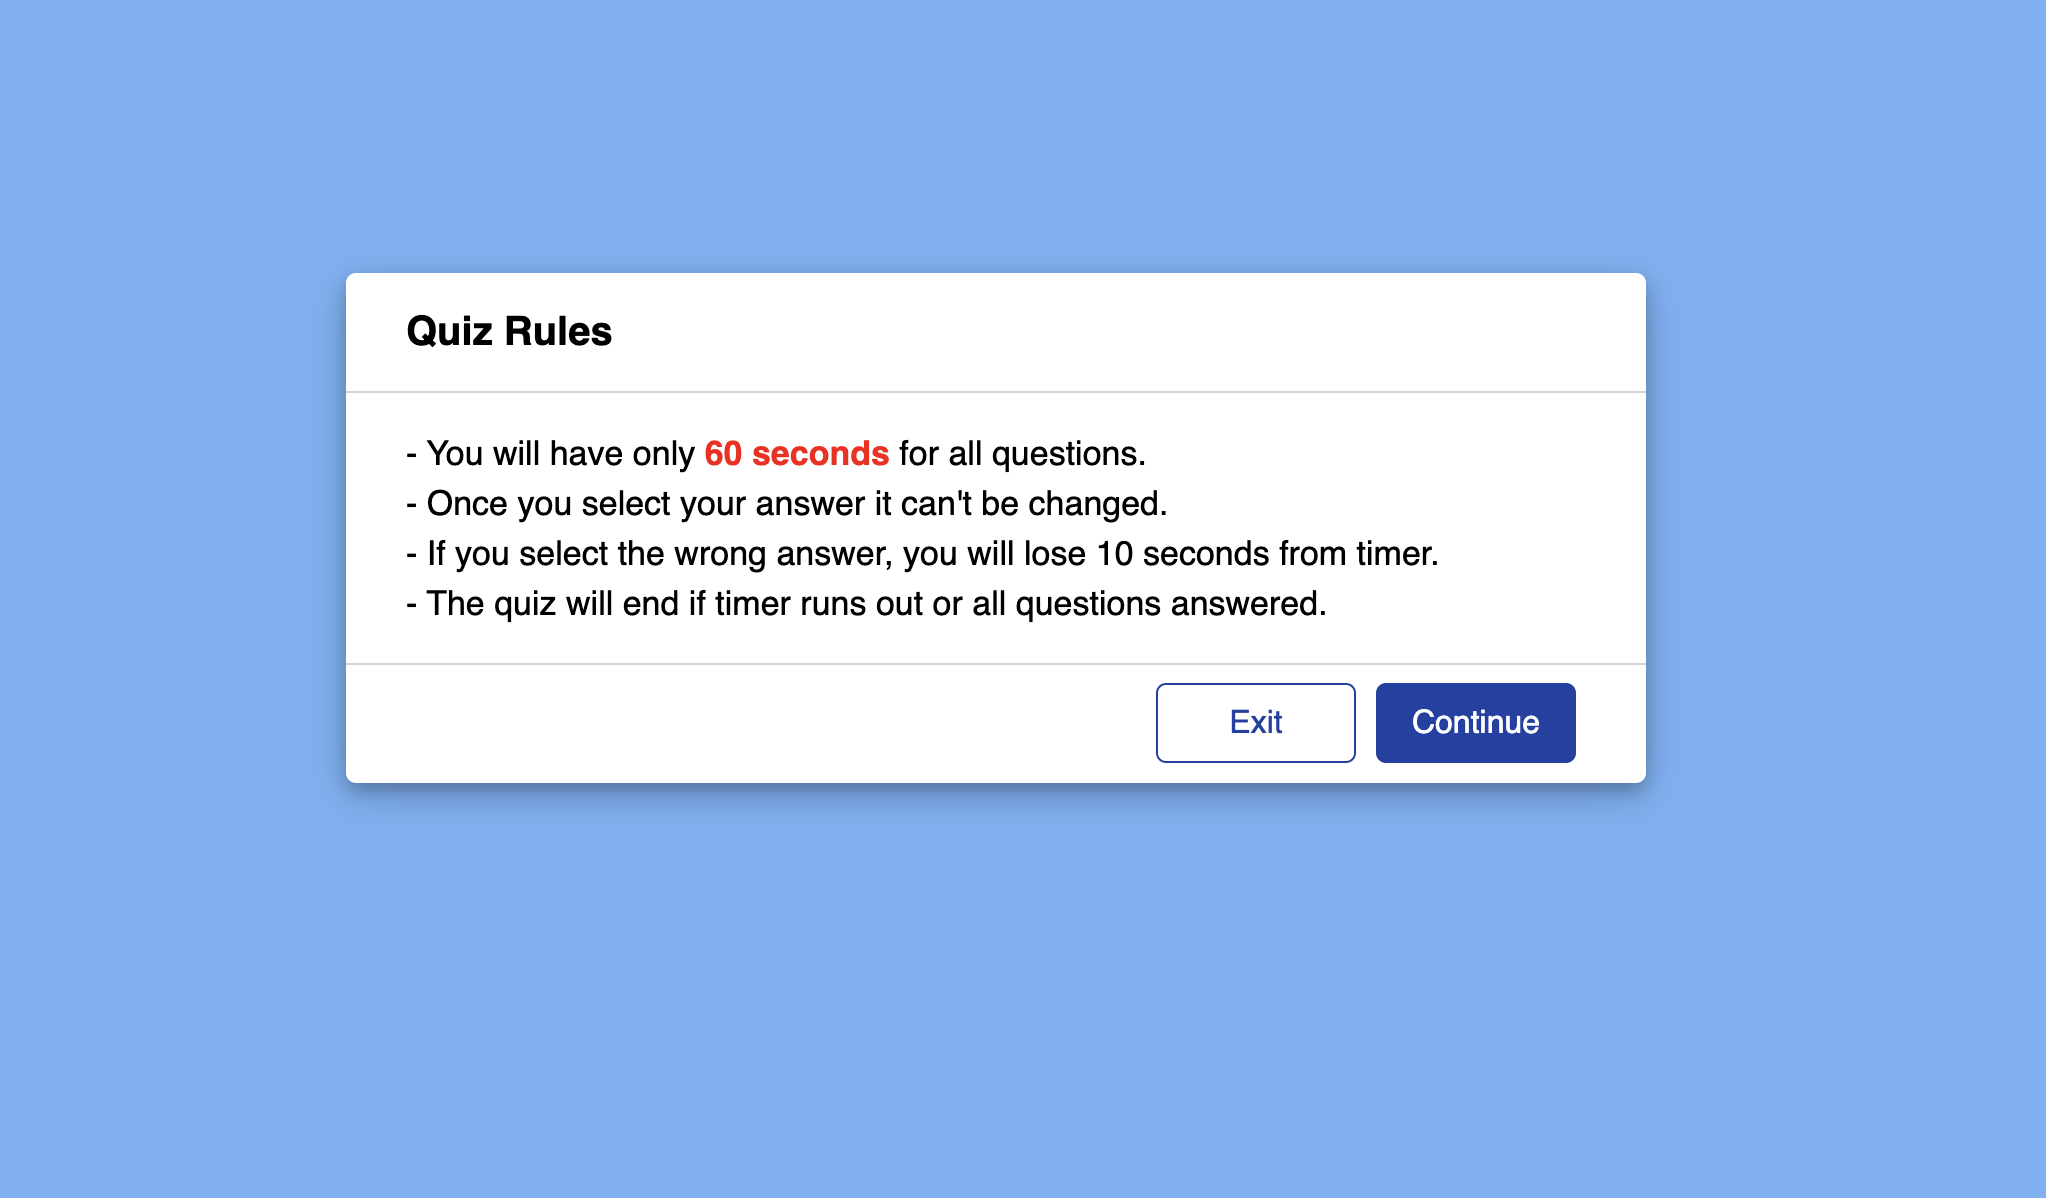 Quiz Rules
- You will have only 60 seconds for all questions.
- Once you select your answer it can't be changed.
- If you select the wrong answer, you will lose 10 seconds from timer.
- The quiz will end if timer runs out or all questions answered.
Exit
Continue